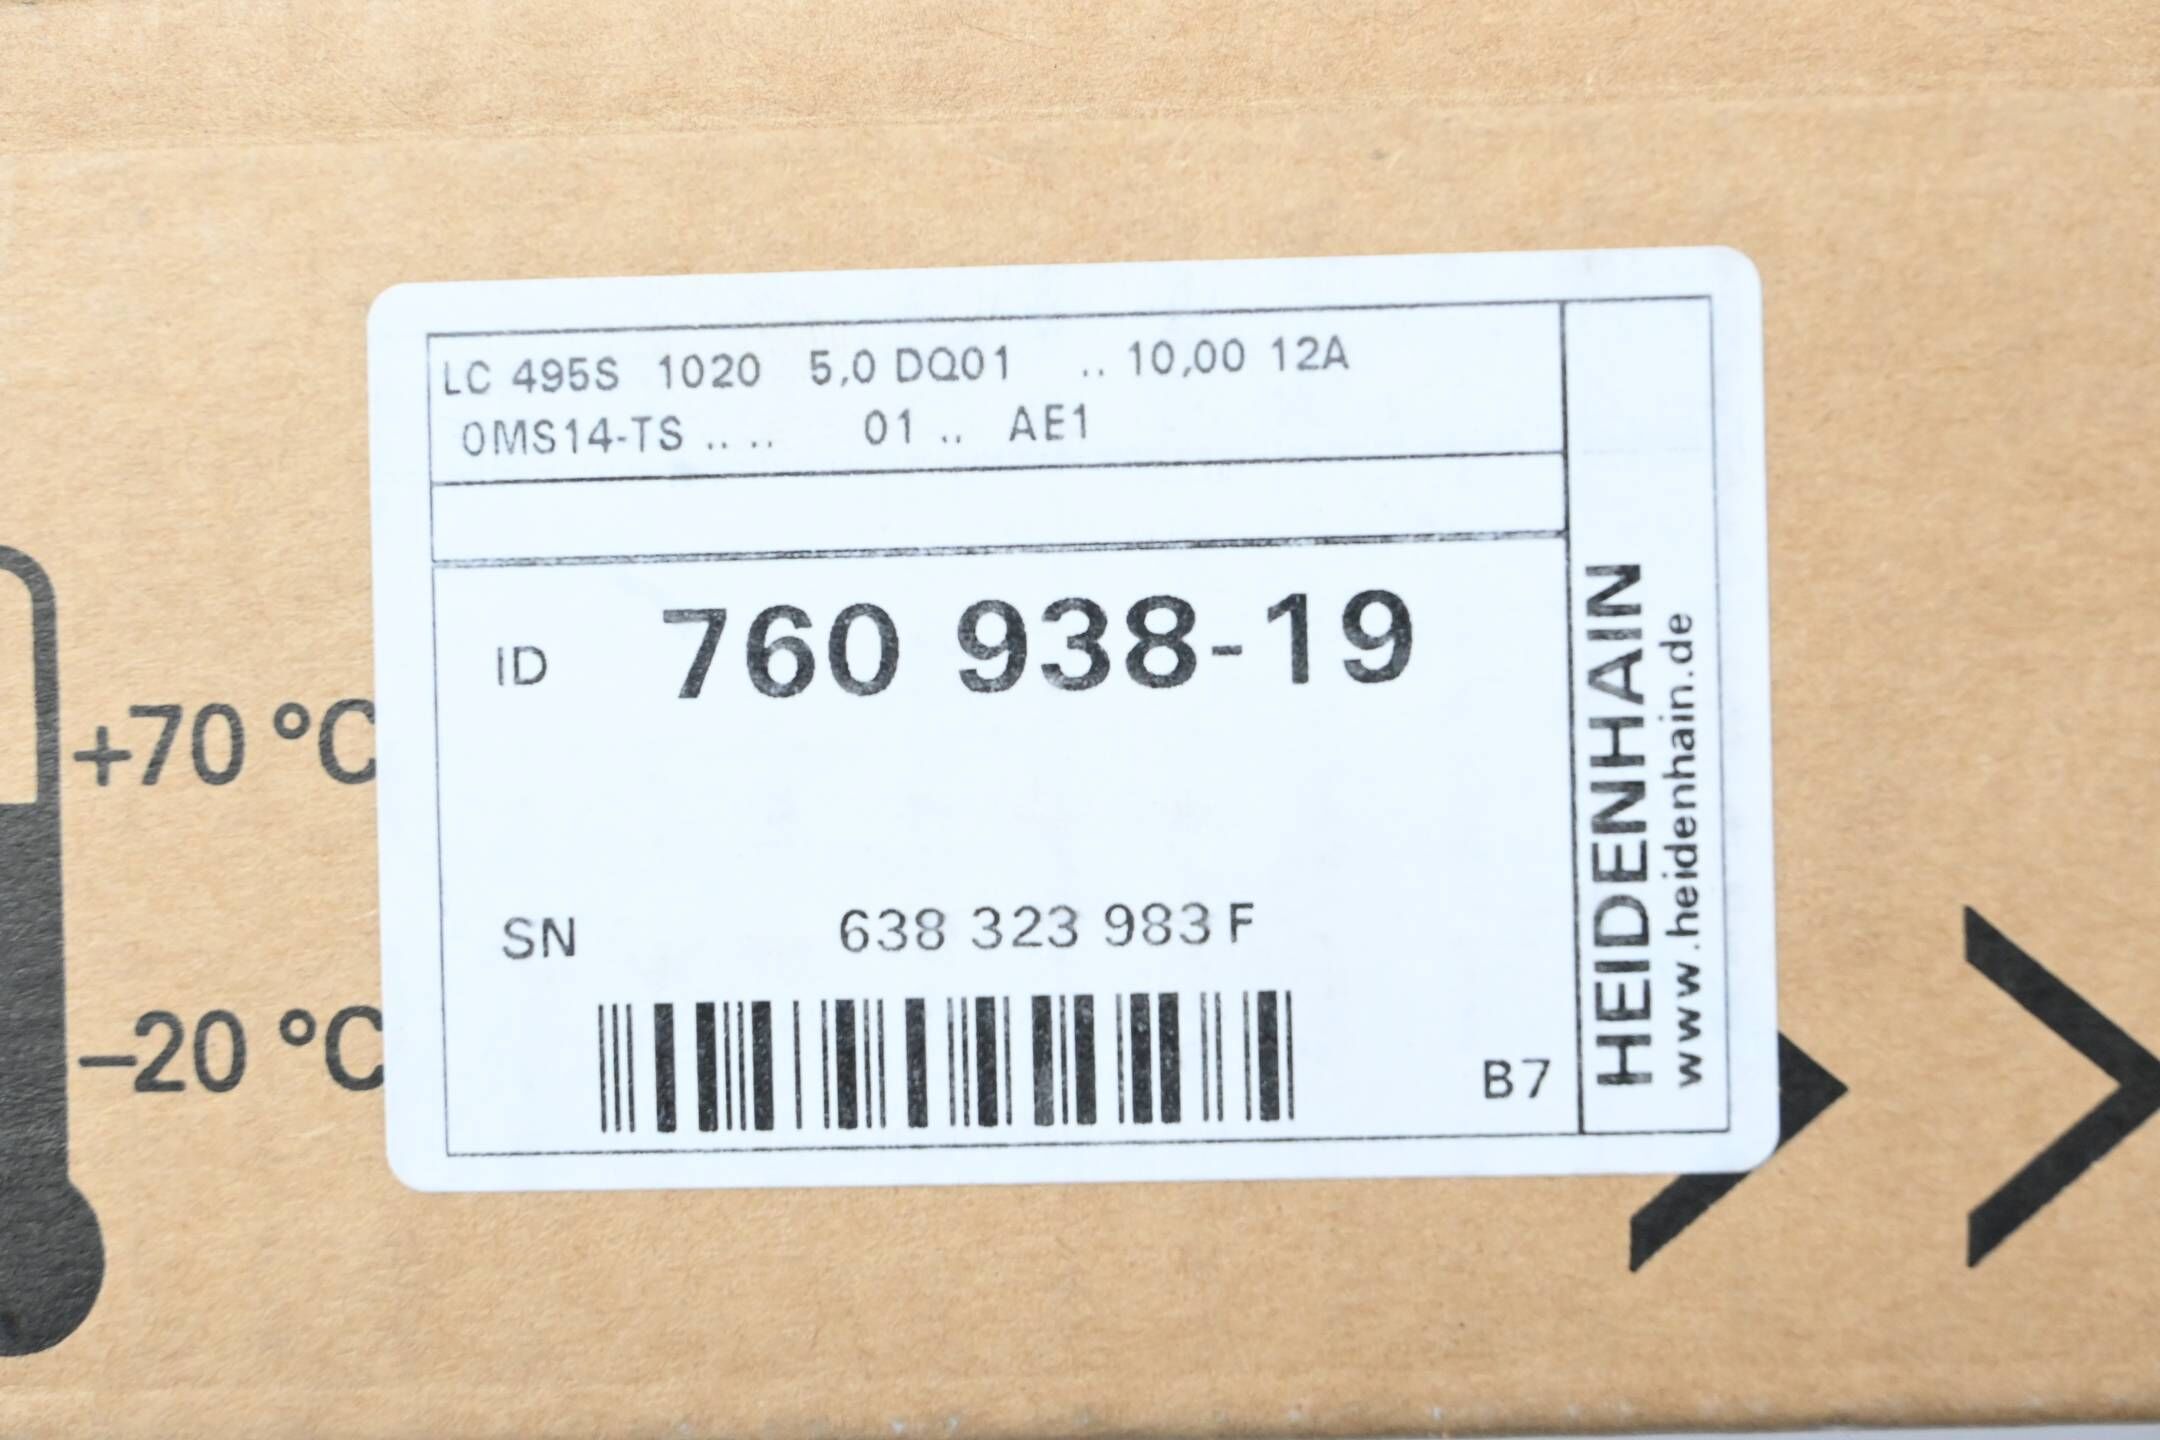 LC 495S 1020 5,0 DQ01 .. 10,00 12A
0MS14-TS .. .. 01 .. AE1
ID 760 938-19
SN 638 323 983 F
B7
HEIDENHAIN
www.heidenhain.de
+70 °C
–20 °C